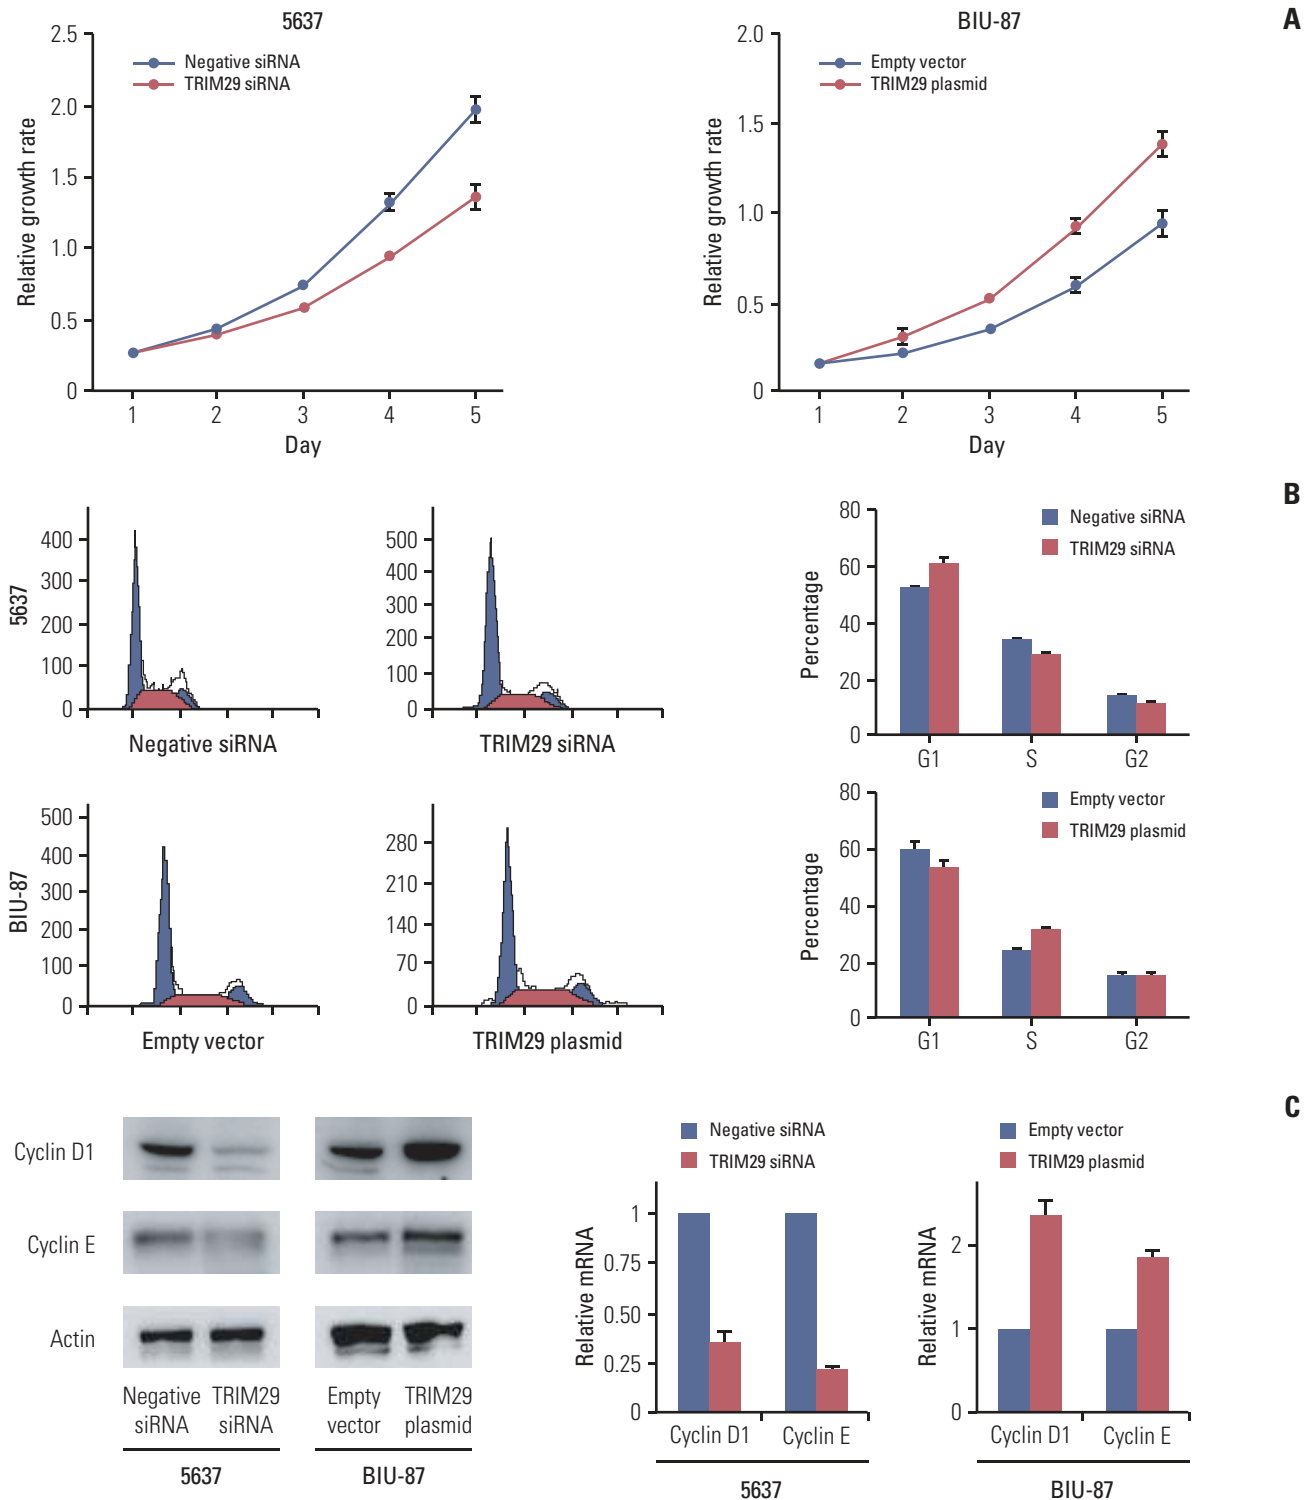 A
5637
2.5
2.0
1.5
1.0
0.5
0
Relative growth rate
Negative siRNA
TRIM29 siRNA
1 2 3 4 5
Day
BIU-87
2.0
1.5
1.0
0.5
0
Relative growth rate
Empty vector
TRIM29 plasmid
1 2 3 4 5
Day
B
5637
400
300
200
100
0
Negative siRNA
500
400
300
200
100
0
TRIM29 siRNA
80
60
40
20
0
Percentage
Negative siRNA
TRIM29 siRNA
G1 S G2
BIU-87
500
400
300
200
100
0
Empty vector
280
210
140
70
0
TRIM29 plasmid
80
60
40
20
0
Percentage
Empty vector
TRIM29 plasmid
G1 S G2
C
Cyclin D1
Cyclin E
Actin
Negative siRNA
TRIM29 siRNA
Empty vector
TRIM29 plasmid
5637
BIU-87
Negative siRNA
TRIM29 siRNA
1
0.75
0.50
0.25
0
Relative mRNA
Cyclin D1 Cyclin E
5637
Empty vector
TRIM29 plasmid
2
1
0
Relative mRNA
Cyclin D1 Cyclin E
BIU-87